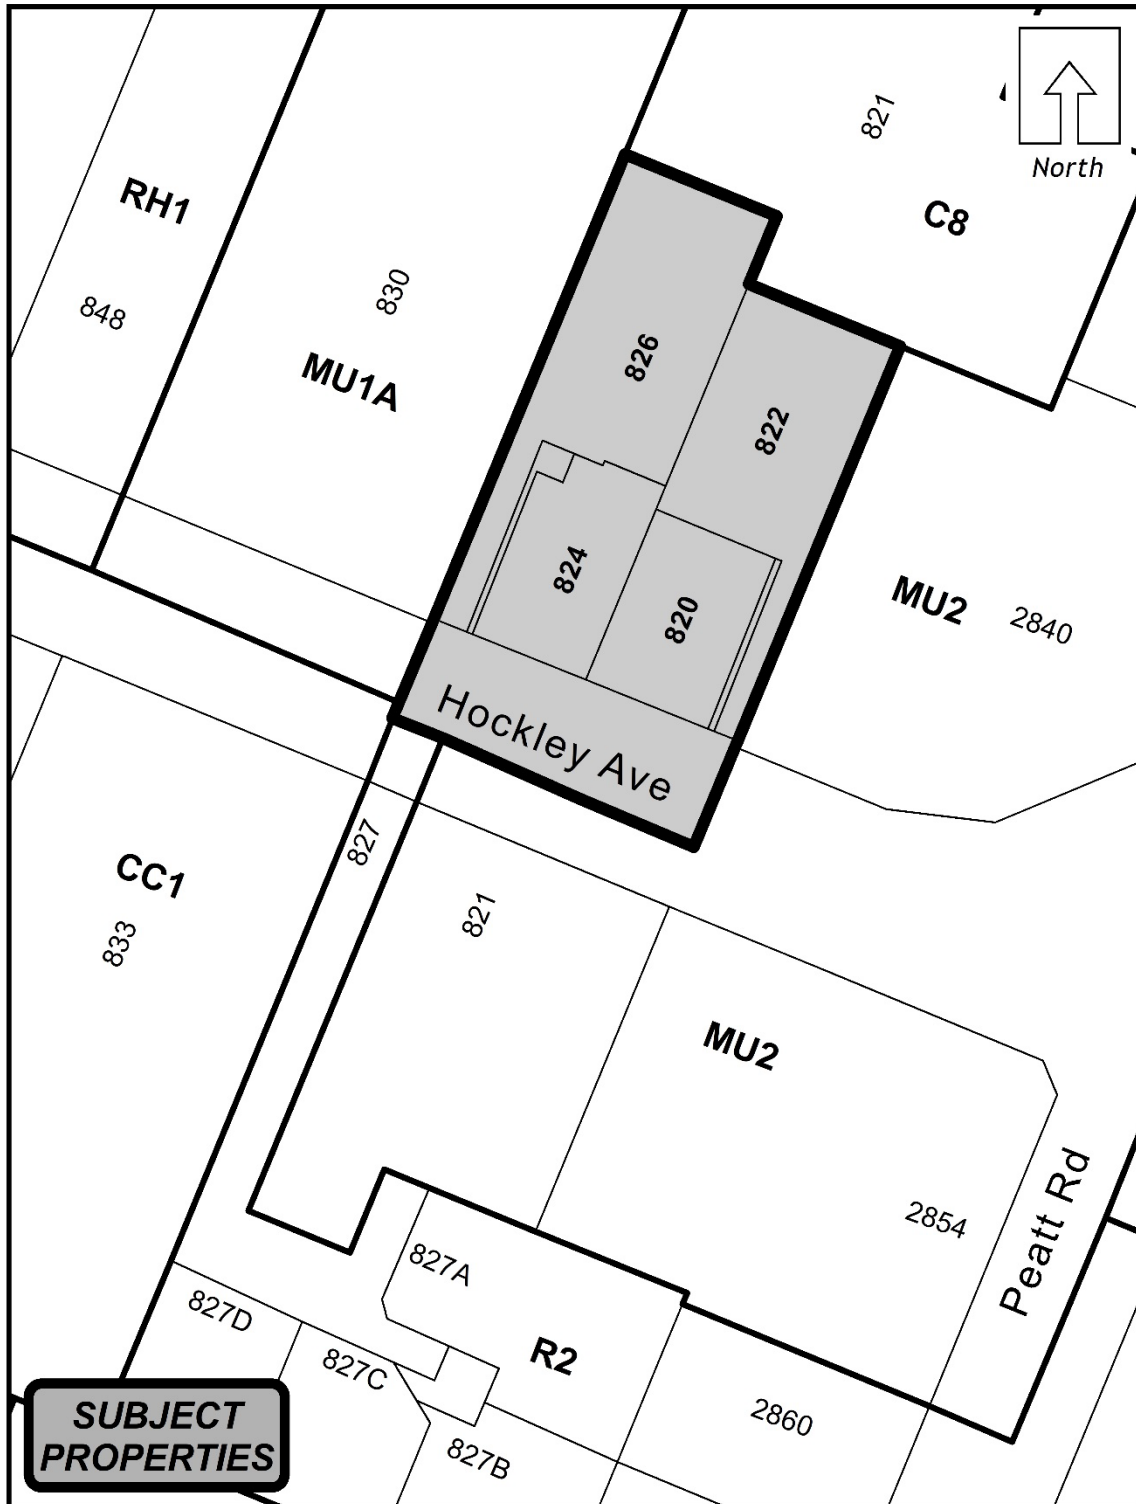 821
North
RH1
C8
830
848
826
MU1A
822
824
820
MU2
2840
Hockley Ave
827
CC1
821
833
MU2
Peatt Rd
2854
827A
827D
R2
827C
2860
827B
SUBJECT
PROPERTIES